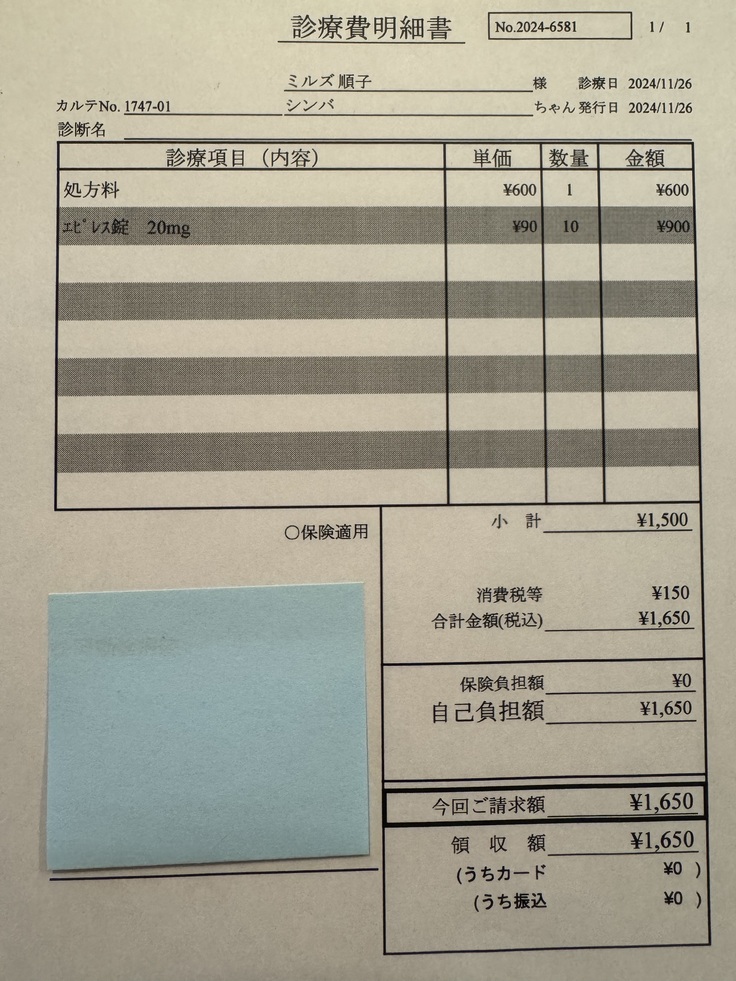 診療費明細書 No.2024-6581 1 / 1
ミルズ 順子 様 診療日 2024/11/26
カルテNo. 1747-01 シンバ ちゃん 発行日 2024/11/26
診断名
診療項目（内容） 単価 数量 金額
処方料 ¥600 1 ¥600
ｴﾋﾟﾚｽ錠 20mg ¥90 10 ¥900
小 計 ¥1,500
○保険適用
消費税等 ¥150
合計金額(税込) ¥1,650
保険負担額 ¥0
自己負担額 ¥1,650
今回ご請求額 ¥1,650
領 収 額 ¥1,650
(うちカード ¥0 )
(うち振込 ¥0 )